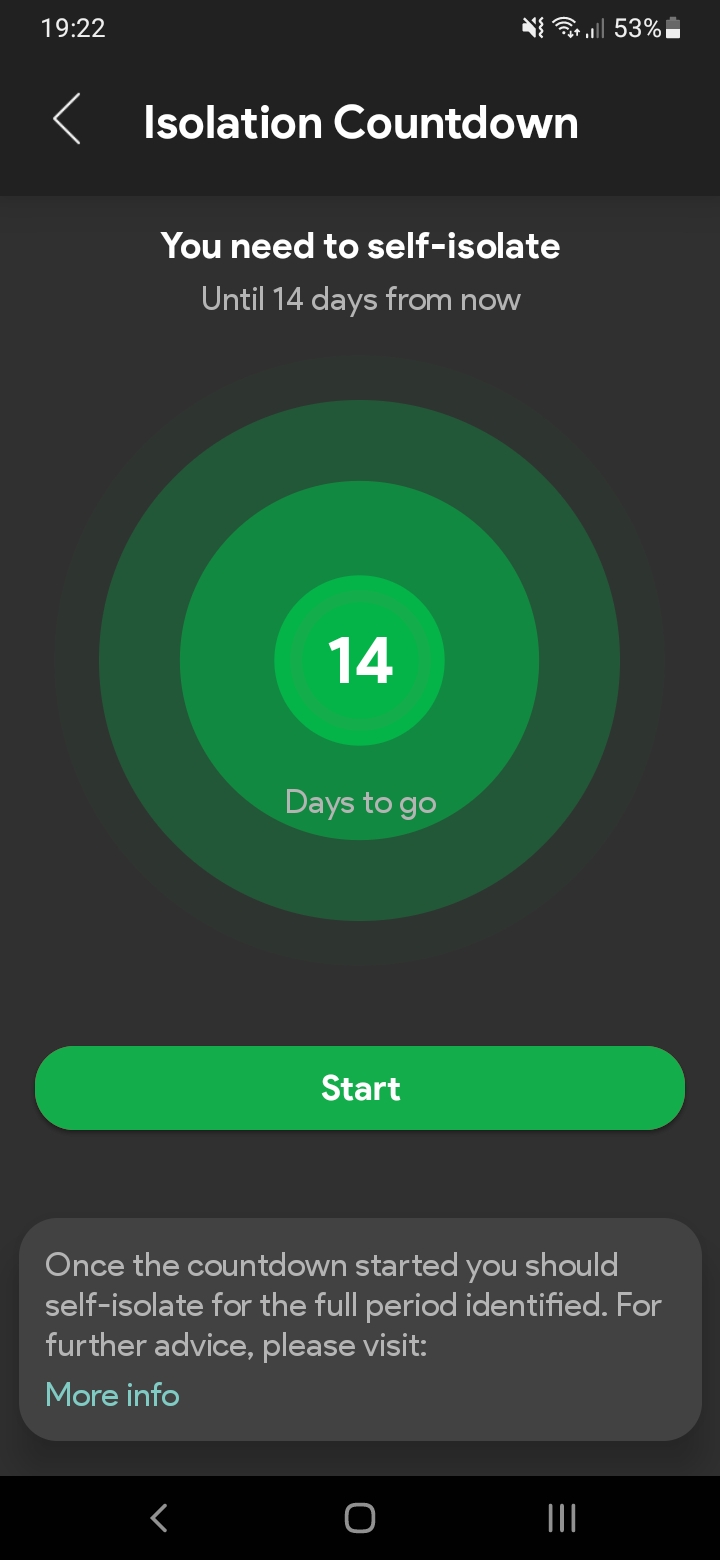 19:22
53%
Isolation Countdown
You need to self-isolate
Until 14 days from now
14
Days to go
Start
Once the countdown started you should
self-isolate for the full period identified. For
further advice, please visit:
More info